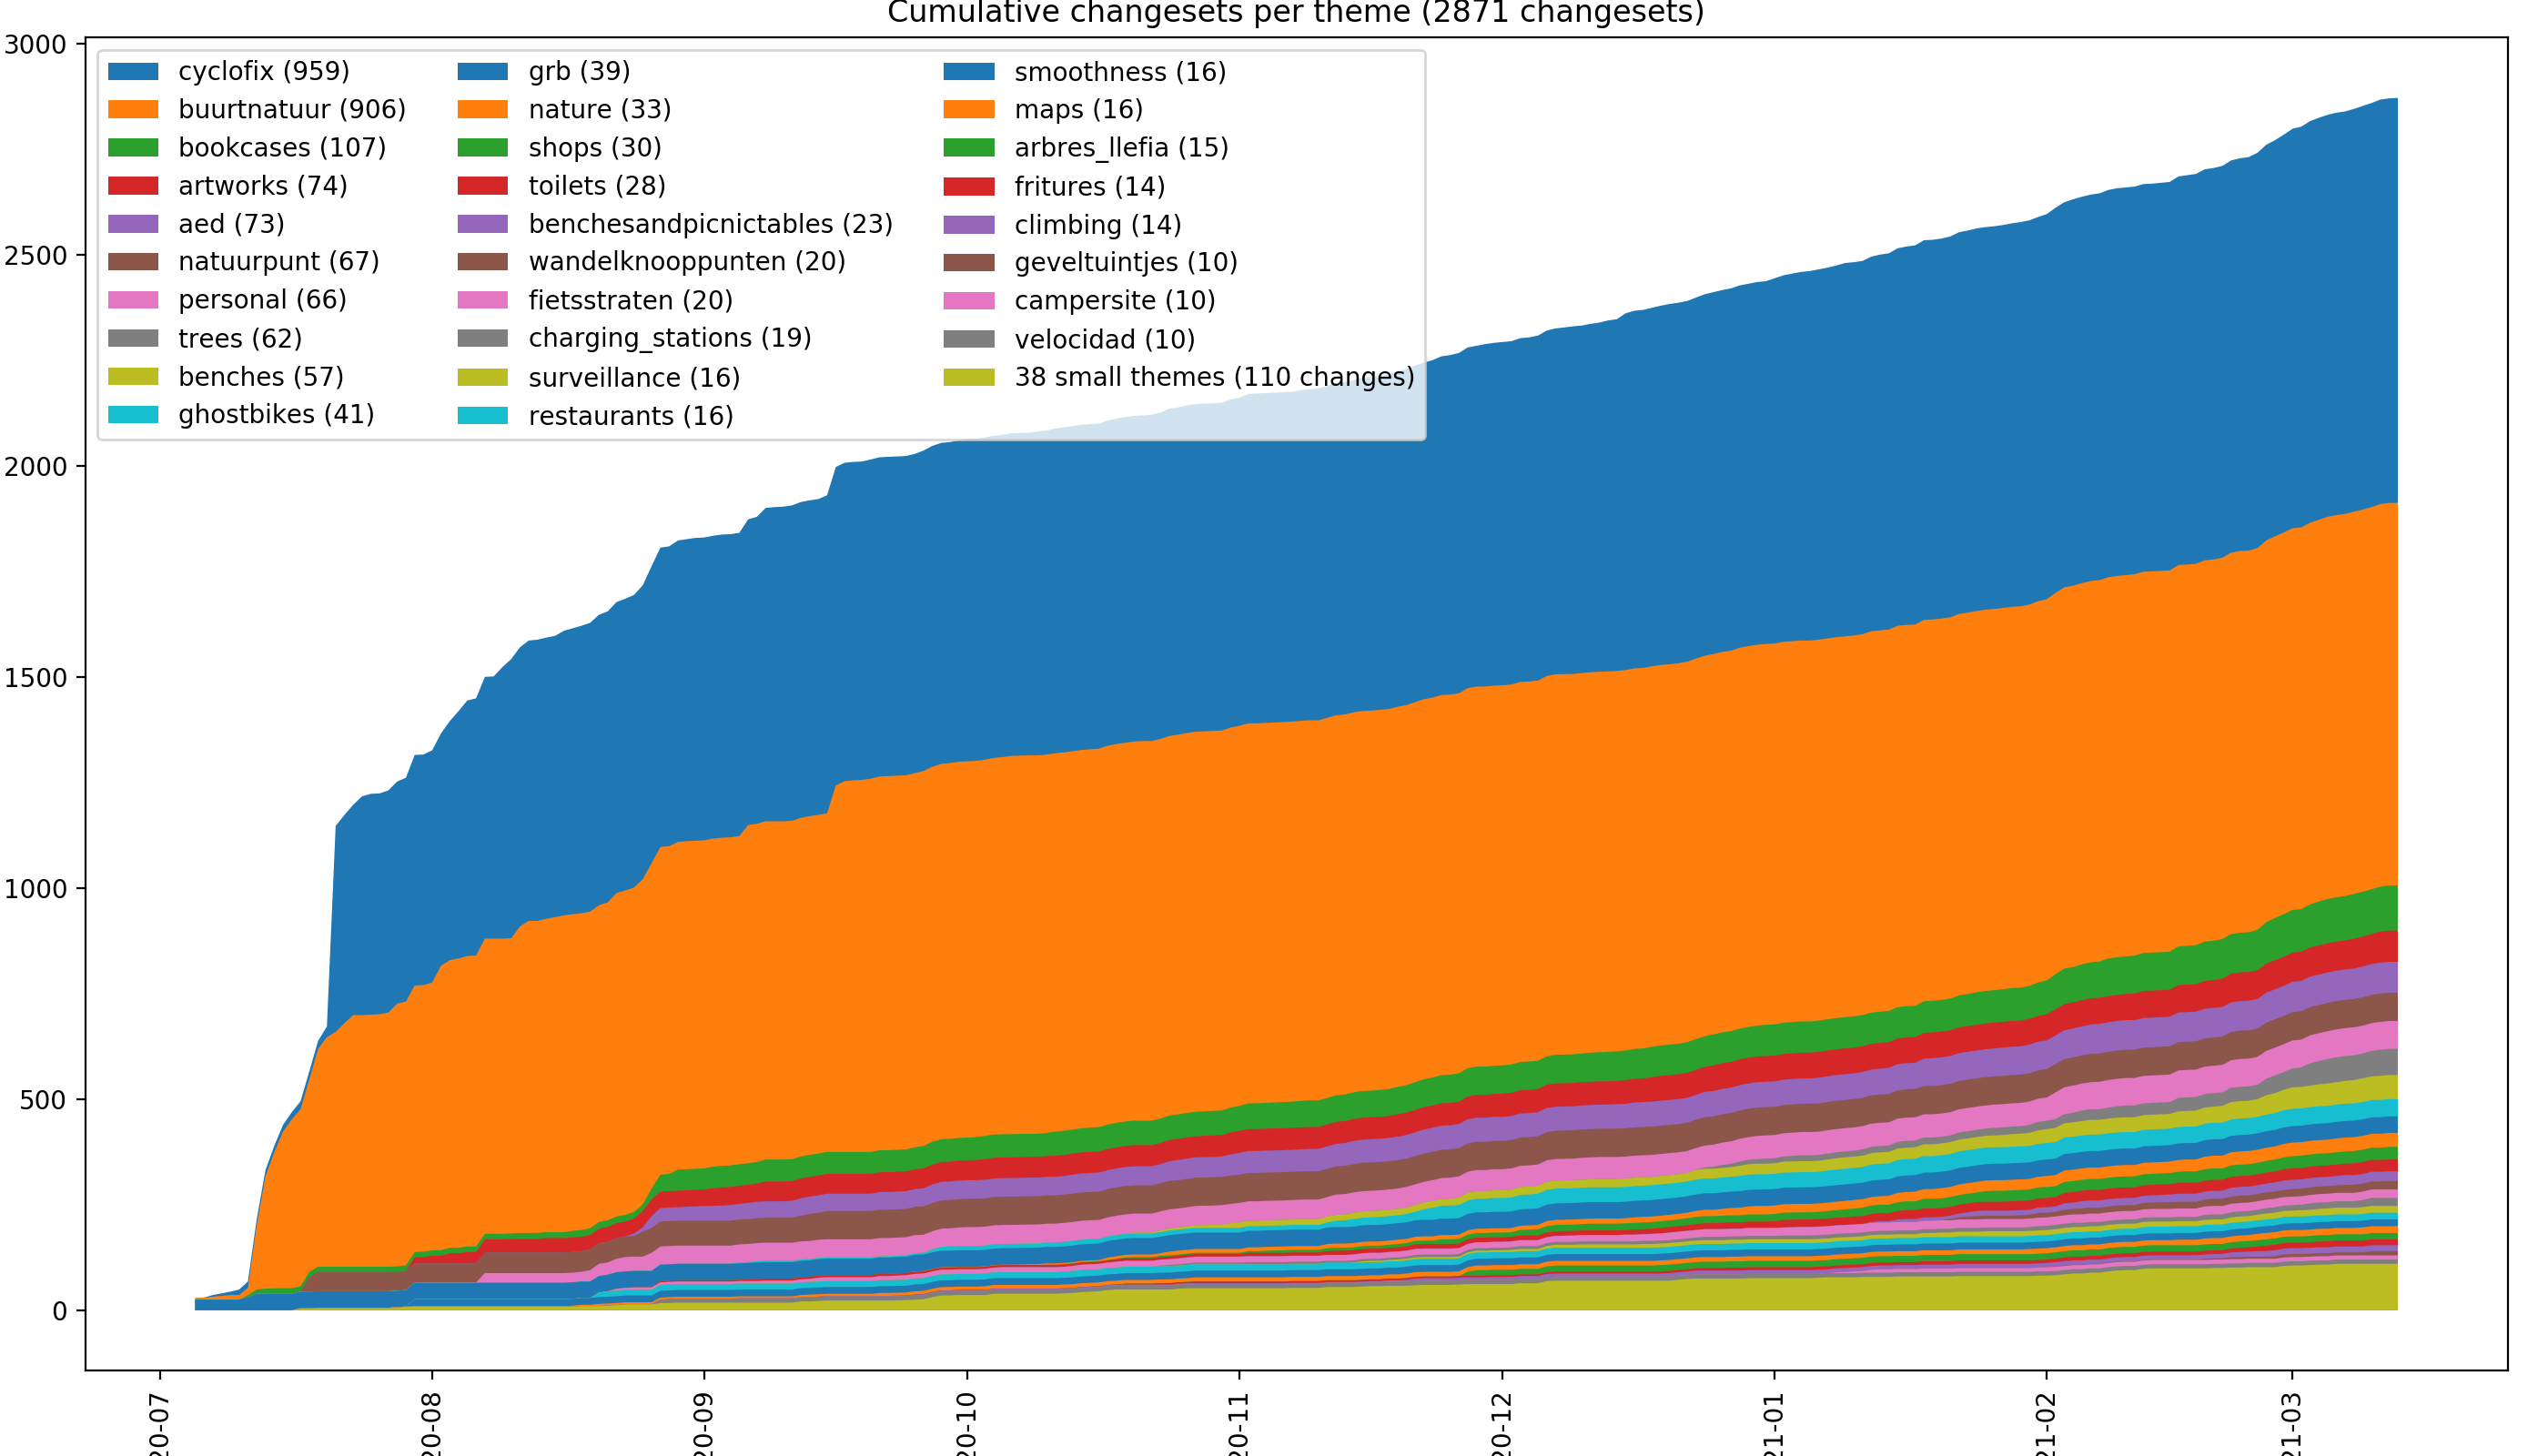 Cumulative changesets per theme (2871 changesets)
3000
2500
2000
1500
1000
500
0
cyclofix (959)
buurtnatuur (906)
bookcases (107)
artworks (74)
aed (73)
natuurpunt (67)
personal (66)
trees (62)
benches (57)
ghostbikes (41)
grb (39)
nature (33)
shops (30)
toilets (28)
benchesandpicnictables (23)
wandelknooppunten (20)
fietsstraten (20)
charging_stations (19)
surveillance (16)
restaurants (16)
smoothness (16)
maps (16)
arbres_llefia (15)
fritures (14)
climbing (14)
geveltuintjes (10)
campersite (10)
velocidad (10)
38 small themes (110 changes)
20-07
20-08
20-09
20-10
20-11
20-12
21-01
21-02
21-03